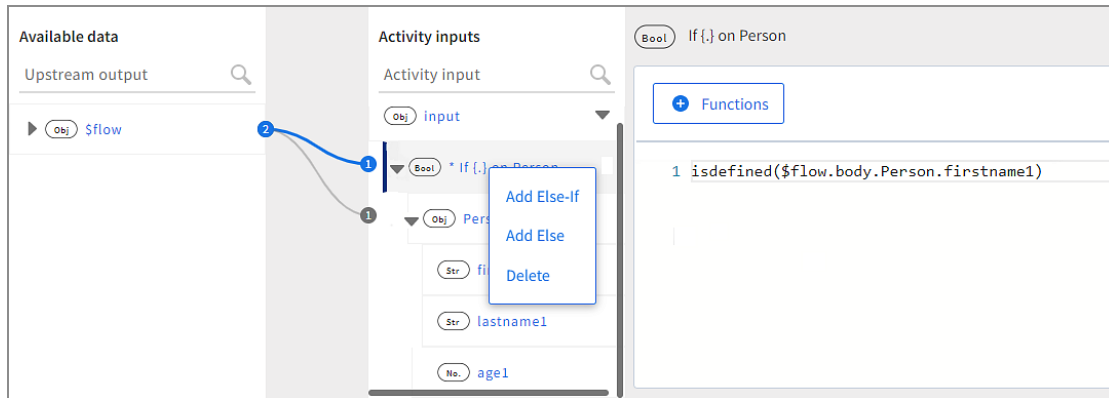 Available data
Upstream output
Obj $flow
2
Activity inputs
Activity input
Obj input
1 Bool * If {.} on Person
1 Obj
Str
Str lastname1
No. age1
Add Else-If
Add Else
Delete
Bool If {.} on Person
Functions
1 isdefined($flow.body.Person.firstname1)